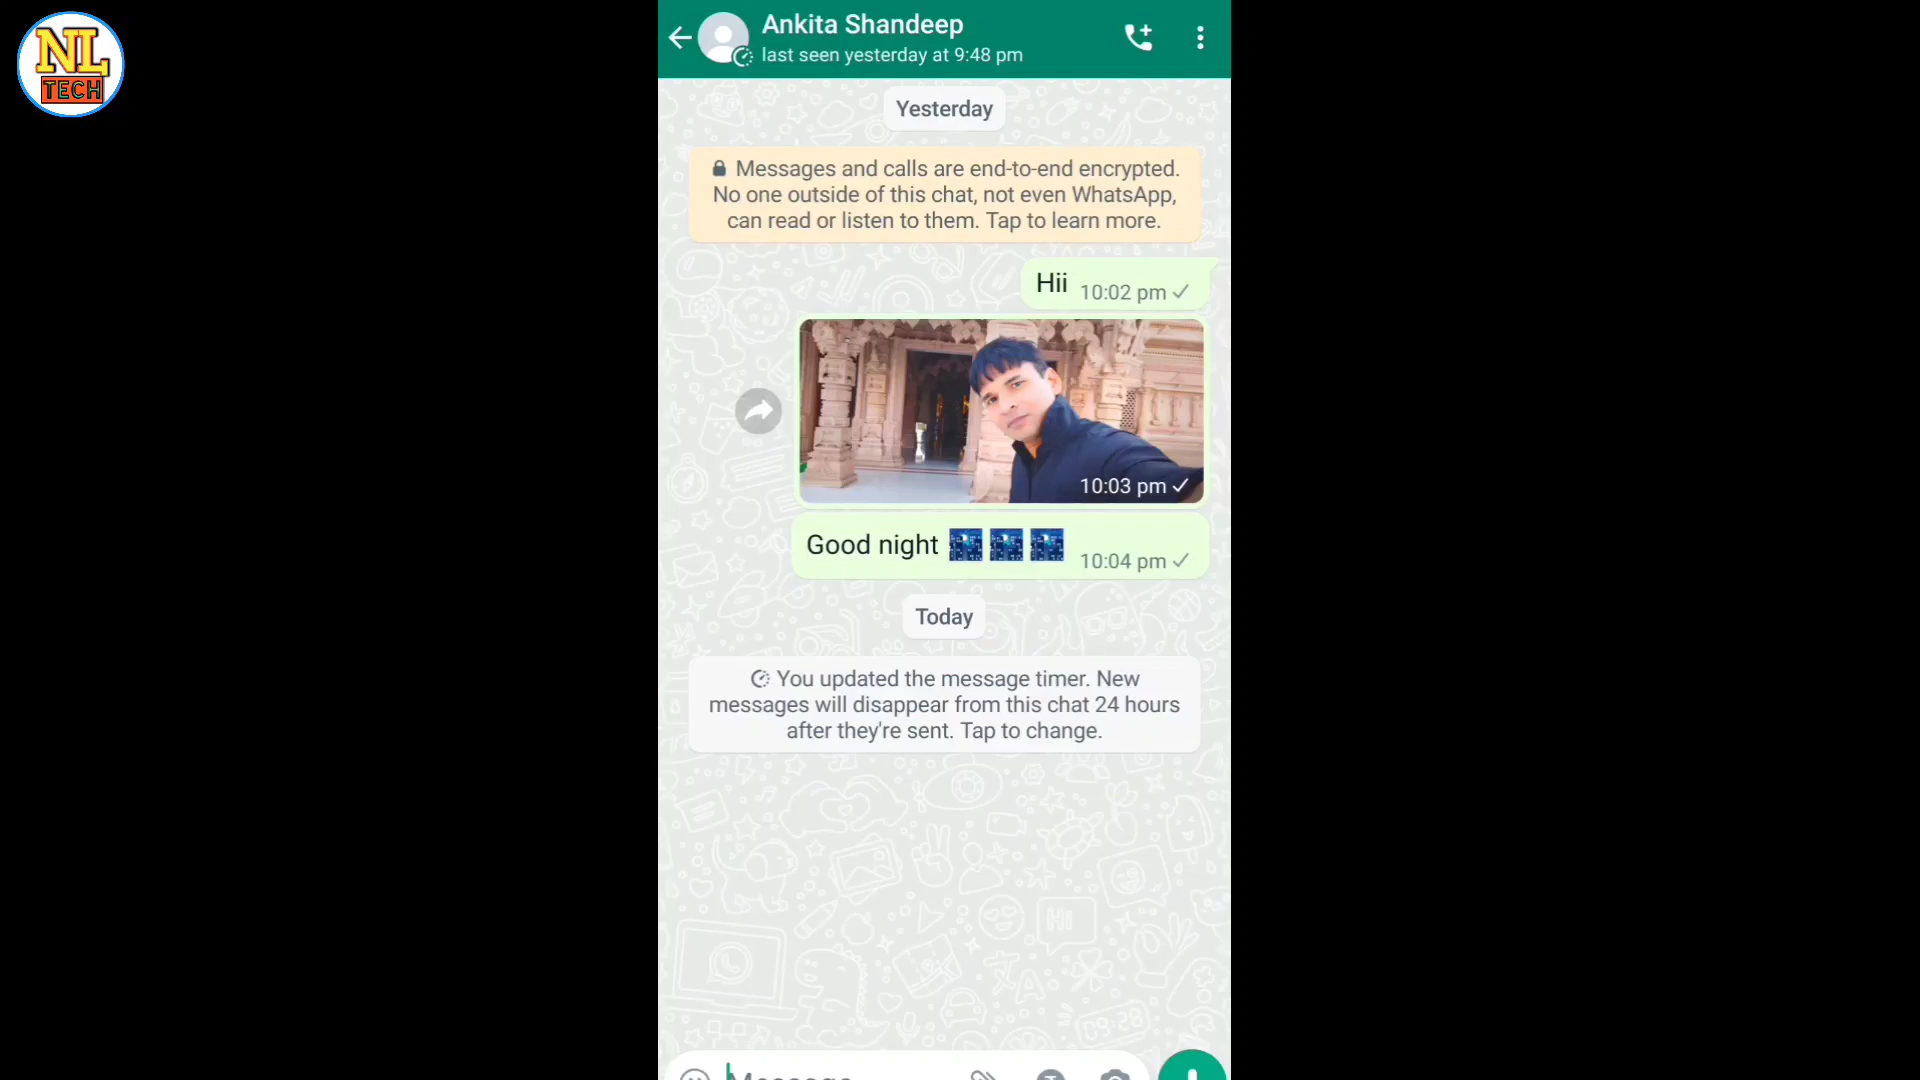 NL
TECH
Ankita Shandeep
last seen yesterday at 9:48 pm
Yesterday
Messages and calls are end-to-end encrypted.
No one outside of this chat, not even WhatsApp,
can read or listen to them. Tap to learn more.
Hii 10:02 pm
10:03 pm
Good night 🌃🌃🌃 10:04 pm
Today
You updated the message timer. New
messages will disappear from this chat 24 hours
after they're sent. Tap to change.
Message